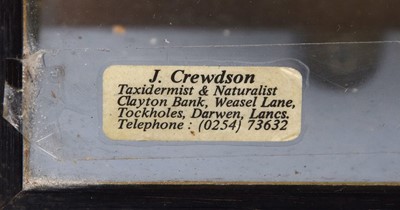 J. Crewdson
Taxidermist & Naturalist
Clayton Bank, Weasel Lane,
Tockholes, Darwen, Lancs.
Telephone : (0254) 73632